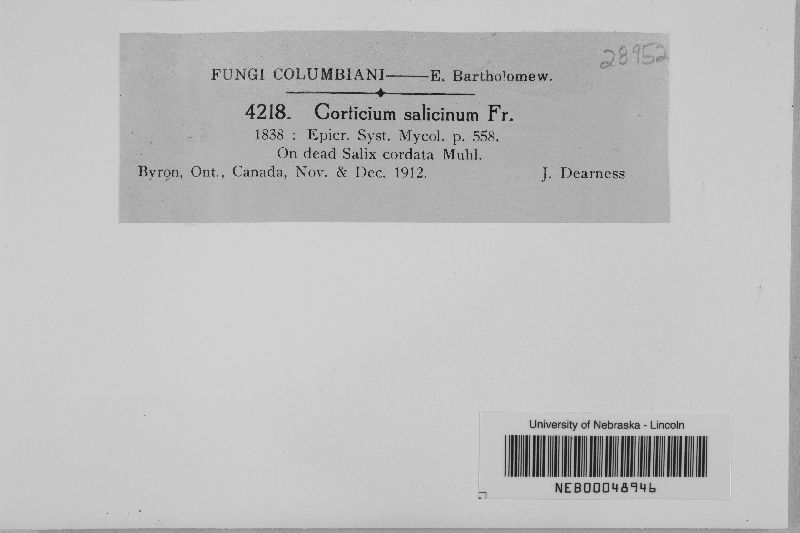 28952
FUNGI COLUMBIANI——E. Bartholomew.
4218. Corticium salicinum Fr.
1838 : Epicr. Syst. Mycol. p. 558.
On dead Salix cordata Muhl.
Byron, Ont., Canada, Nov. & Dec. 1912. J. Dearness
University of Nebraska - Lincoln
NEB00048946